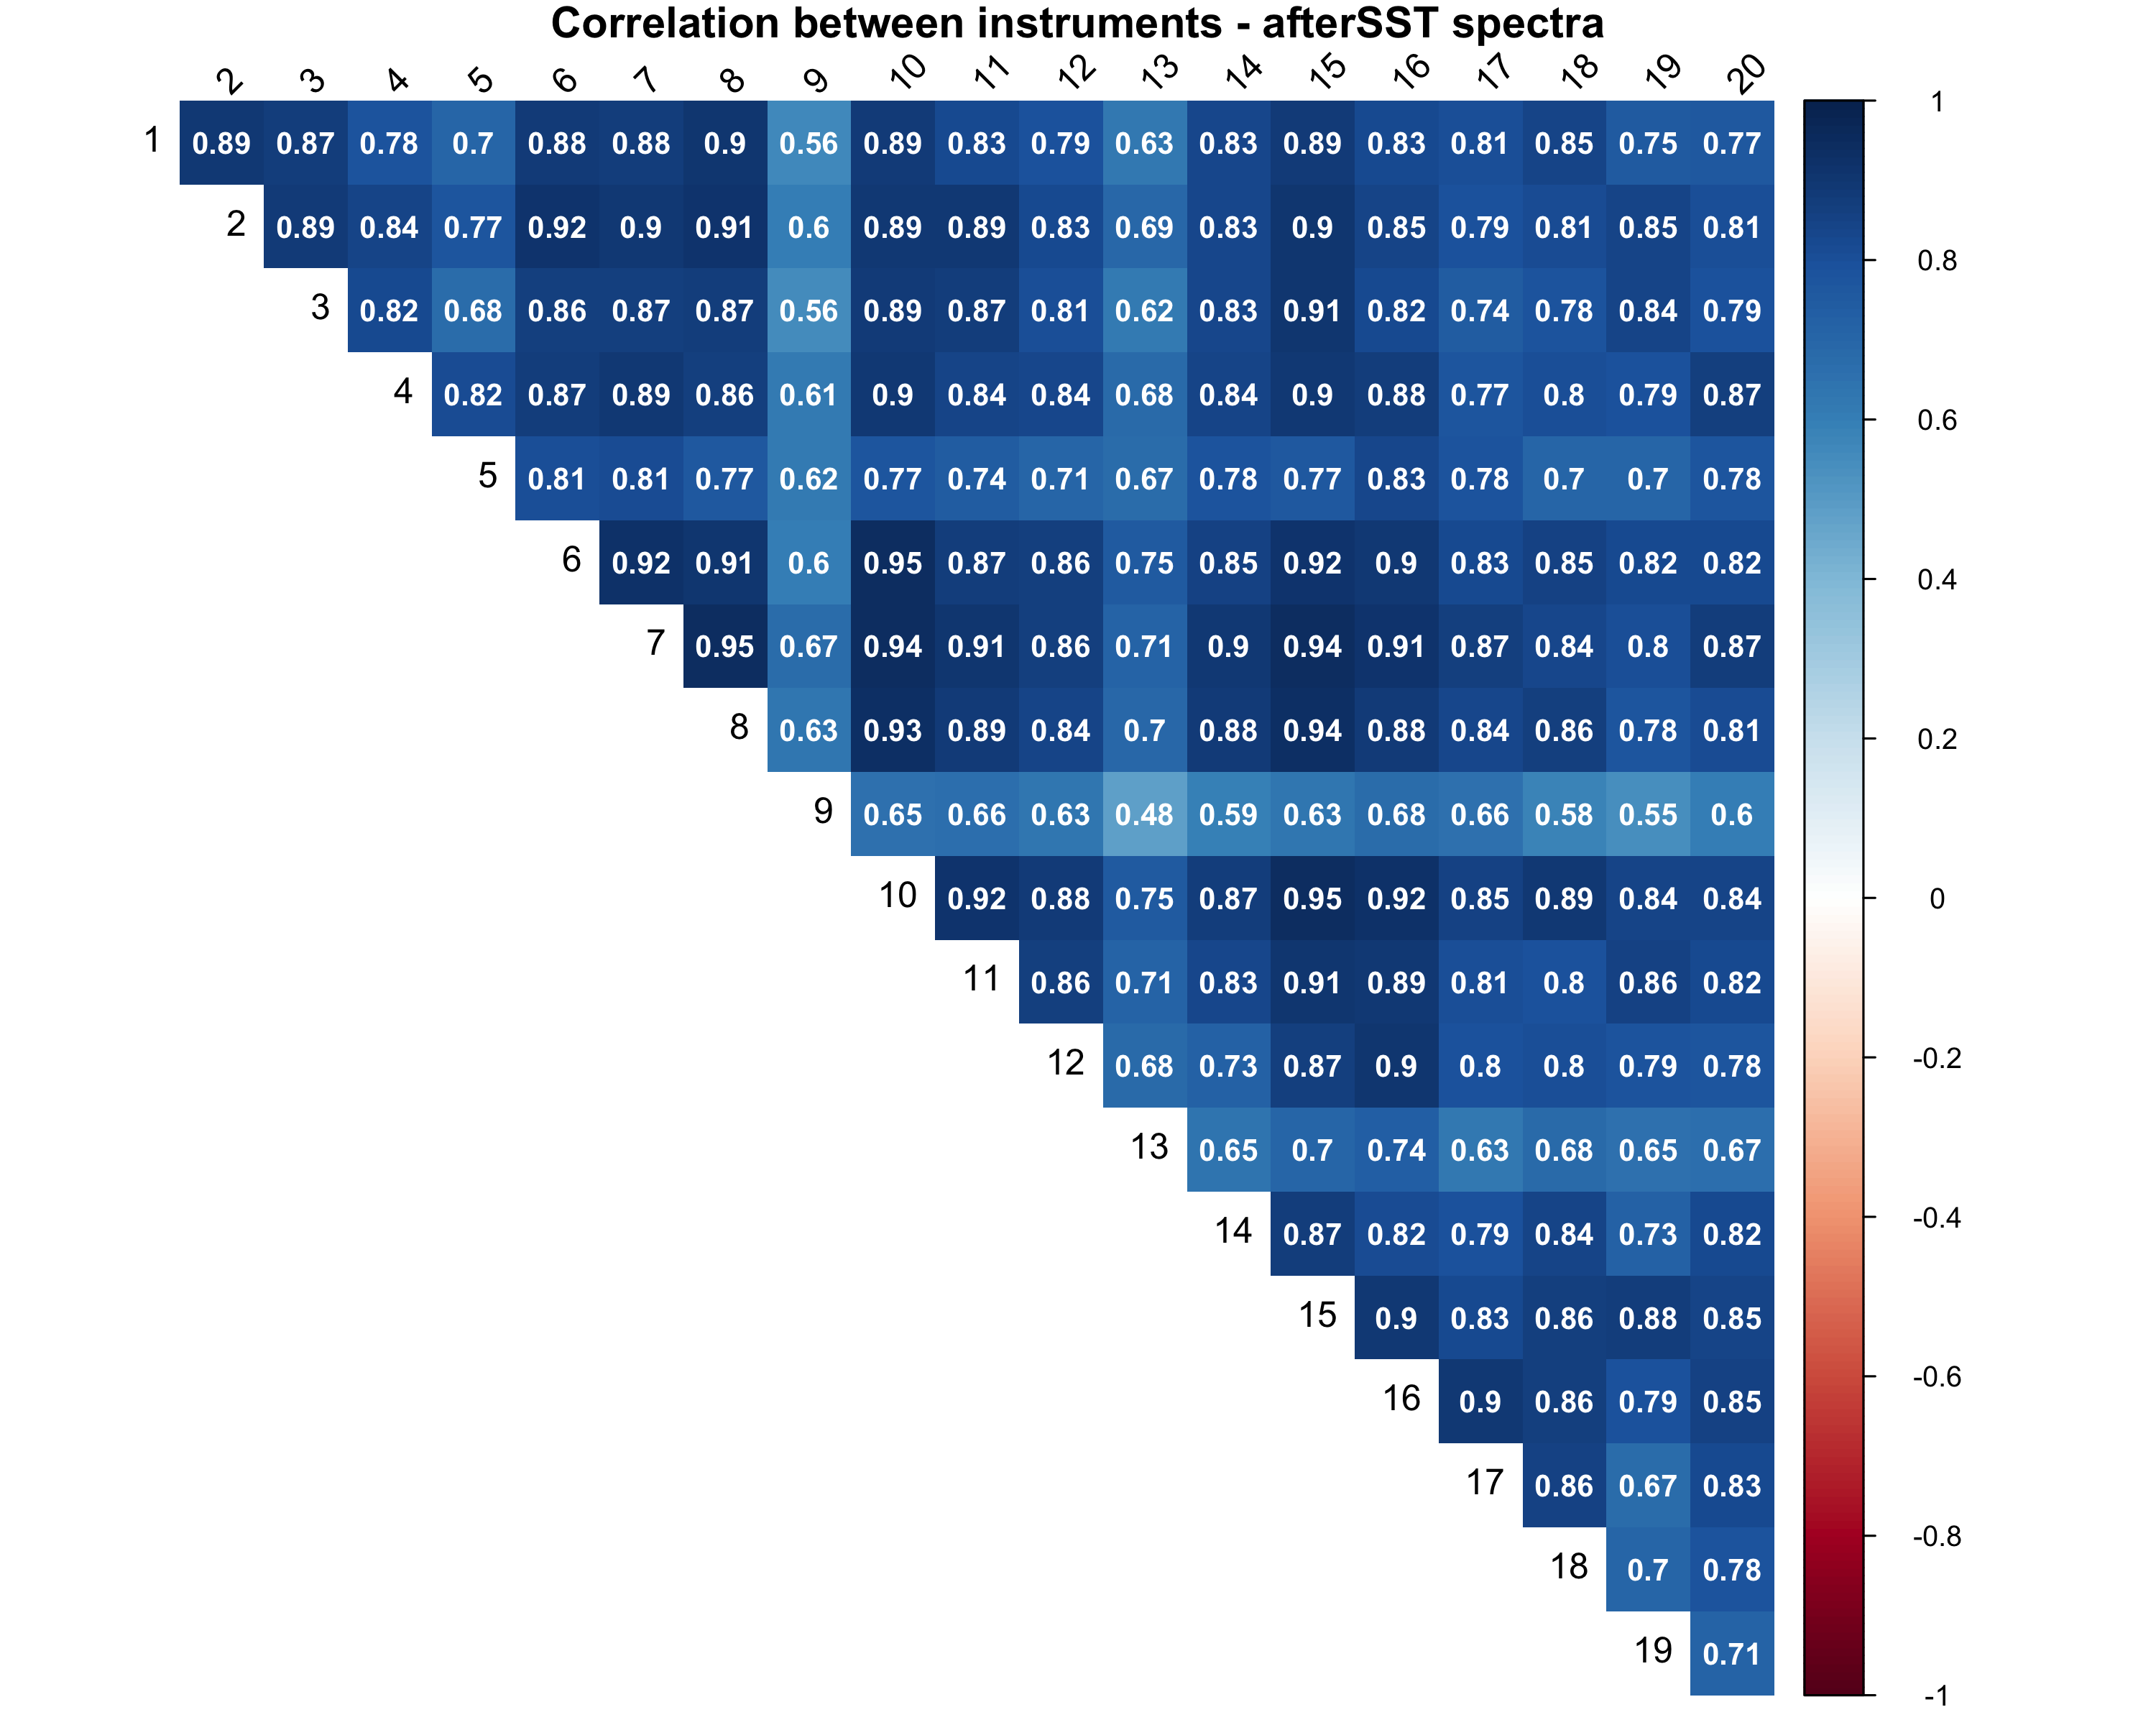 Correlation between instruments - afterSST spectra
2 3 4 5 6 7 8 9 10 11 12 13 14 15 16 17 18 19 20
1 0.89 0.87 0.78 0.7 0.88 0.88 0.9 0.56 0.89 0.83 0.79 0.63 0.83 0.89 0.83 0.81 0.85 0.75 0.77
2 0.89 0.84 0.77 0.92 0.9 0.91 0.6 0.89 0.89 0.83 0.69 0.83 0.9 0.85 0.79 0.81 0.85 0.81
3 0.82 0.68 0.86 0.87 0.87 0.56 0.89 0.87 0.81 0.62 0.83 0.91 0.82 0.74 0.78 0.84 0.79
4 0.82 0.87 0.89 0.86 0.61 0.9 0.84 0.84 0.68 0.84 0.9 0.88 0.77 0.8 0.79 0.87
5 0.81 0.81 0.77 0.62 0.77 0.74 0.71 0.67 0.78 0.77 0.83 0.78 0.7 0.7 0.78
6 0.92 0.91 0.6 0.95 0.87 0.86 0.75 0.85 0.92 0.9 0.83 0.85 0.82 0.82
7 0.95 0.67 0.94 0.91 0.86 0.71 0.9 0.94 0.91 0.87 0.84 0.8 0.87
8 0.63 0.93 0.89 0.84 0.7 0.88 0.94 0.88 0.84 0.86 0.78 0.81
9 0.65 0.66 0.63 0.48 0.59 0.63 0.68 0.66 0.58 0.55 0.6
10 0.92 0.88 0.75 0.87 0.95 0.92 0.85 0.89 0.84 0.84
11 0.86 0.71 0.83 0.91 0.89 0.81 0.8 0.86 0.82
12 0.68 0.73 0.87 0.9 0.8 0.8 0.79 0.78
13 0.65 0.7 0.74 0.63 0.68 0.65 0.67
14 0.87 0.82 0.79 0.84 0.73 0.82
15 0.9 0.83 0.86 0.88 0.85
16 0.9 0.86 0.79 0.85
17 0.86 0.67 0.83
18 0.7 0.78
19 0.71
1
0.8
0.6
0.4
0.2
0
-0.2
-0.4
-0.6
-0.8
-1